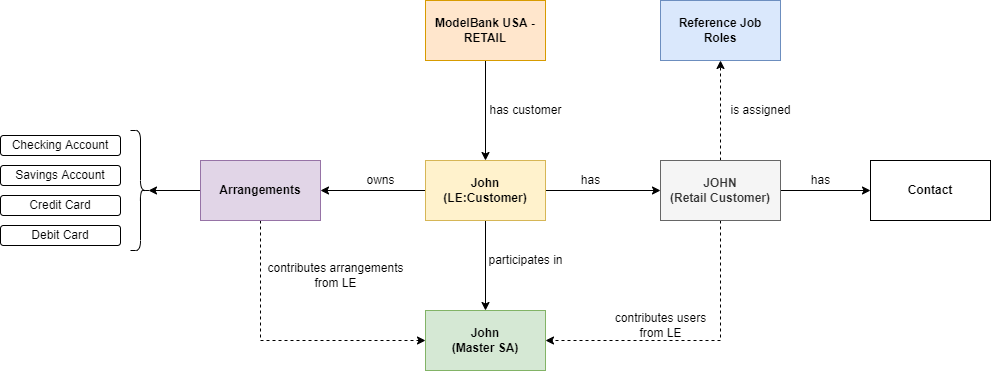 ModelBank USA -
RETAIL
Reference Job
Roles
has customer
is assigned
Checking Account
Savings Account
Credit Card
Debit Card
Arrangements
owns
John
(LE:Customer)
has
JOHN
(Retail Customer)
has
Contact
participates in
contributes arrangements
from LE
contributes users
from LE
John
(Master SA)